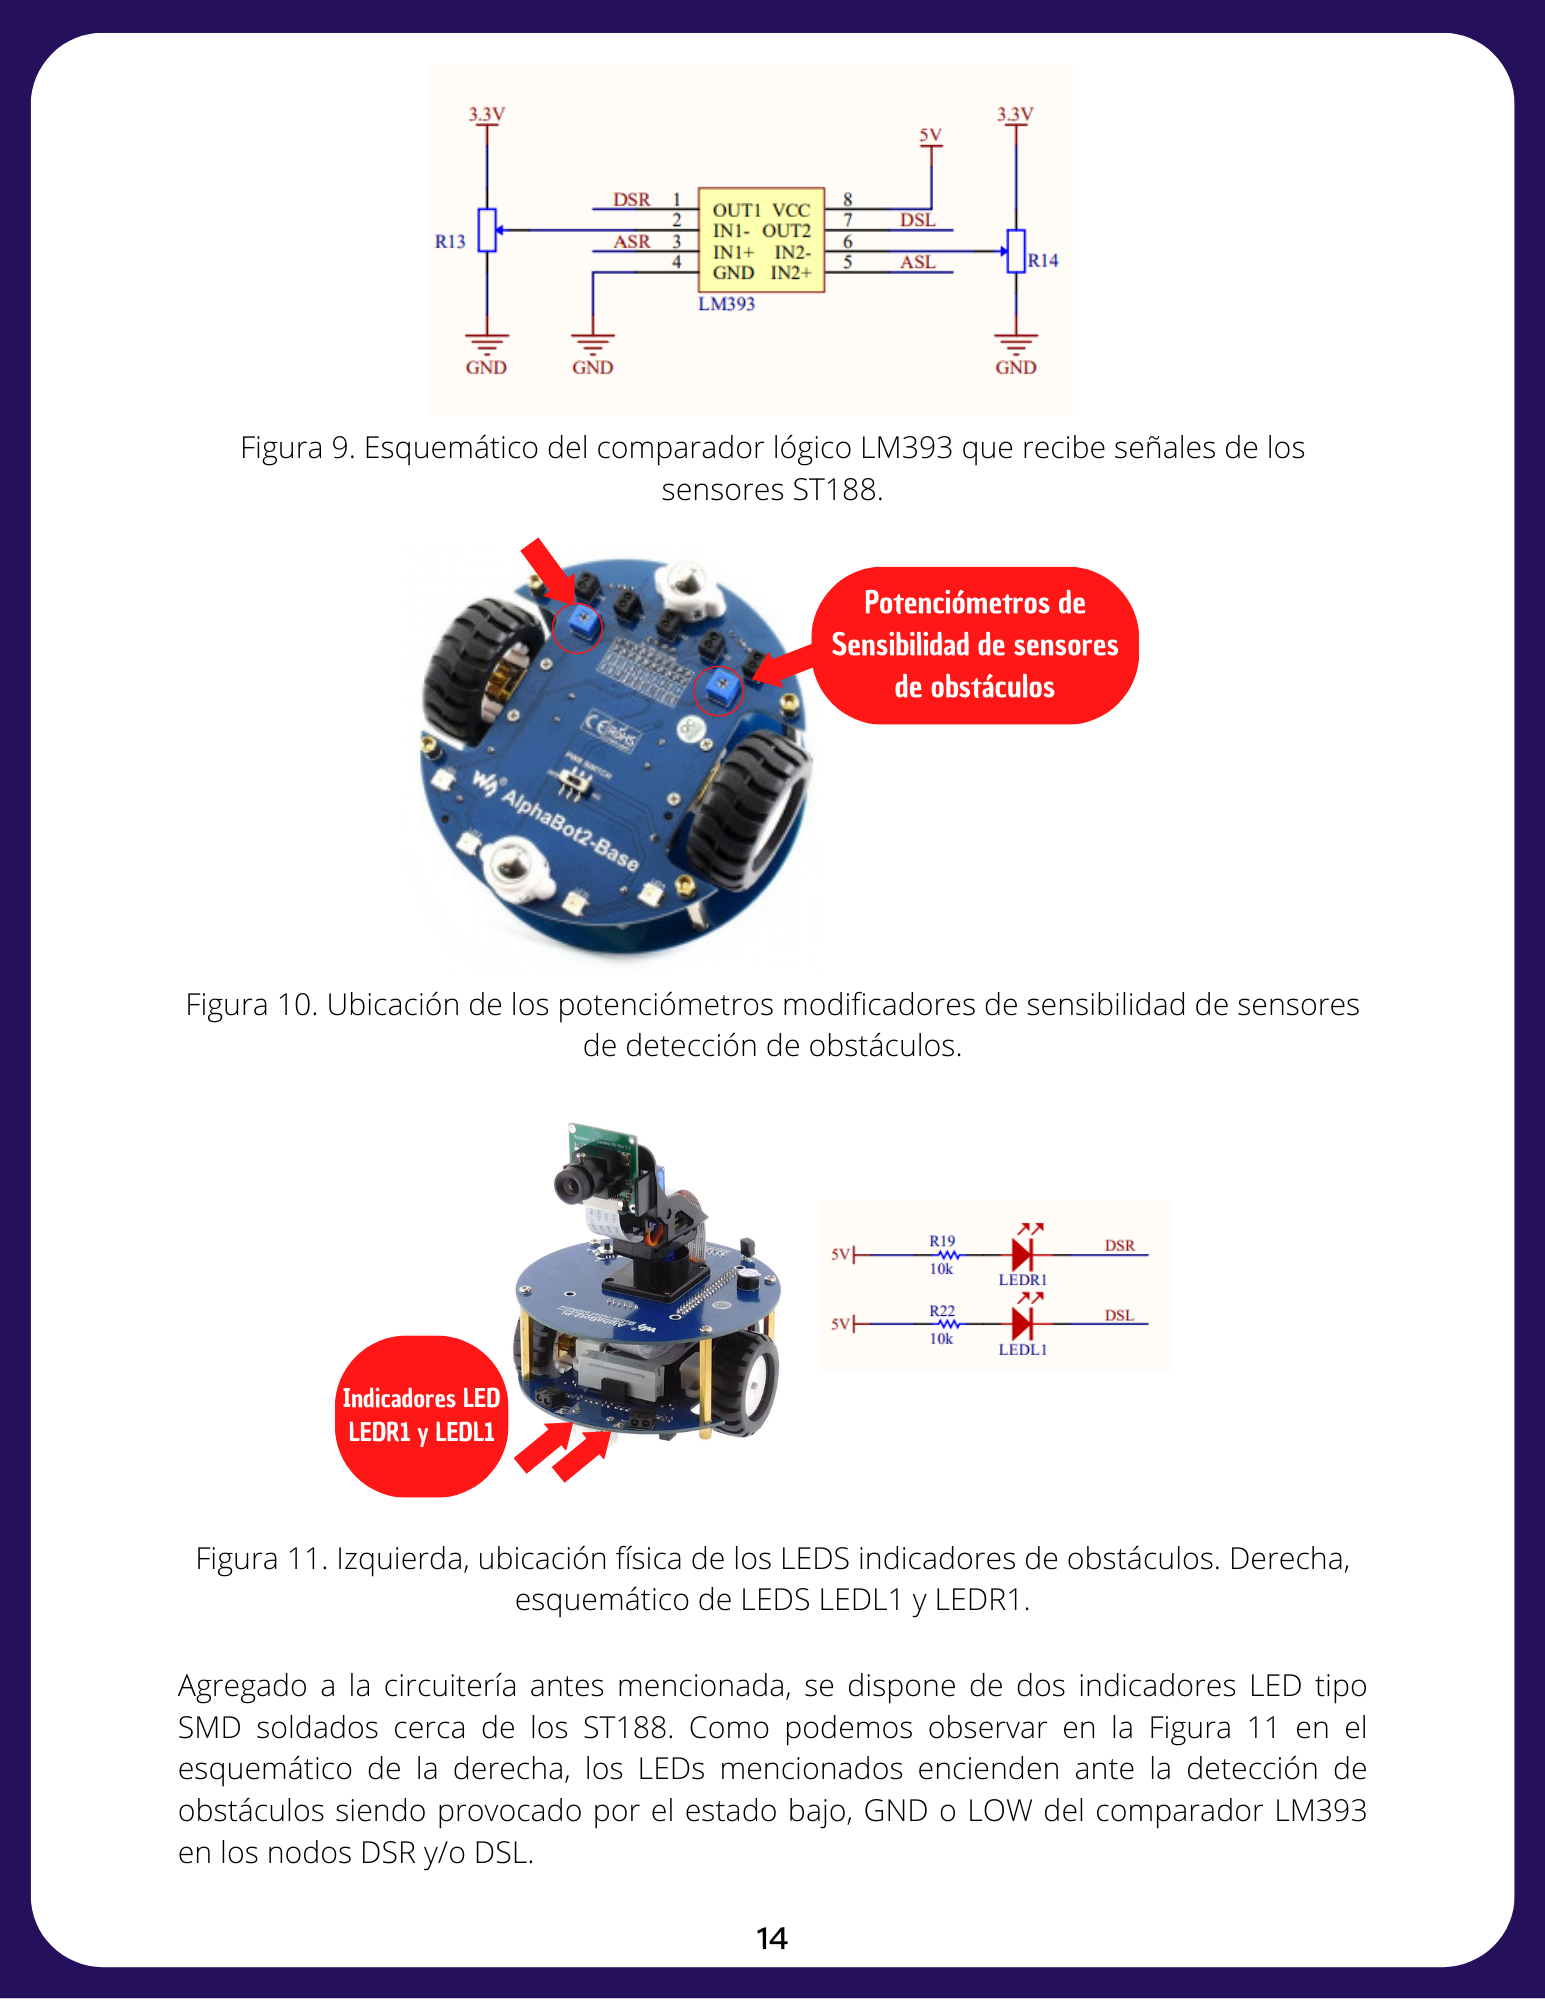 3.3V
3.3V
5V
DSR 1
OUT1 VCC
8
2
IN1- OUT2
7 DSL
R13
ASR 3
IN1+ IN2-
6
R14
4
GND IN2+
5 ASL
LM393
GND
GND
GND
Figura 9. Esquemático del comparador lógico LM393 que recibe señales de los
sensores ST188.
Potenciómetros de
Sensibilidad de sensores
de obstáculos
CE RoHS
PWR SWITCH
AlphaBot2-Base
Figura 10. Ubicación de los potenciómetros modificadores de sensibilidad de sensores
de detección de obstáculos.
Indicadores LED
LEDR1 y LEDL1
5V
R19
10k
LEDR1
DSR
5V
R22
10k
LEDL1
DSL
Figura 11. Izquierda, ubicación física de los LEDS indicadores de obstáculos. Derecha,
esquemático de LEDS LEDL1 y LEDR1.
Agregado a la circuitería antes mencionada, se dispone de dos indicadores LED tipo
SMD soldados cerca de los ST188. Como podemos observar en la Figura 11 en el
esquemático de la derecha, los LEDs mencionados encienden ante la detección de
obstáculos siendo provocado por el estado bajo, GND o LOW del comparador LM393
en los nodos DSR y/o DSL.
14